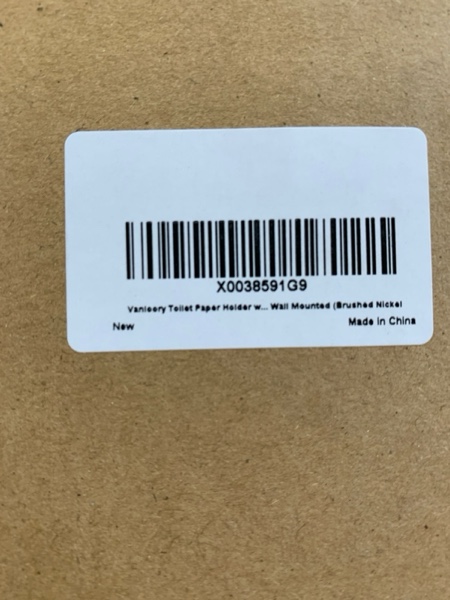 X0038591G9
Vanleery Toilet Paper Holder w... Wall Mounted (Brushed Nickel
New
Made in China